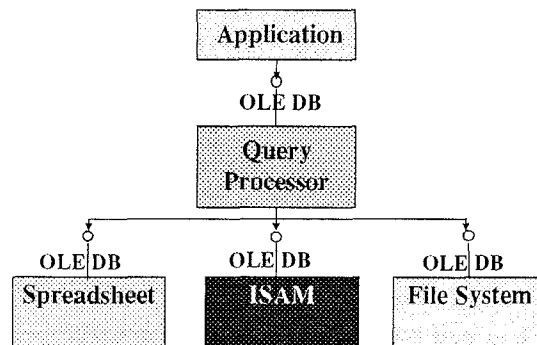 Application
OLE DB
Query
Processor
OLE DB OLE DB OLE DB
Spreadsheet ISAM File System